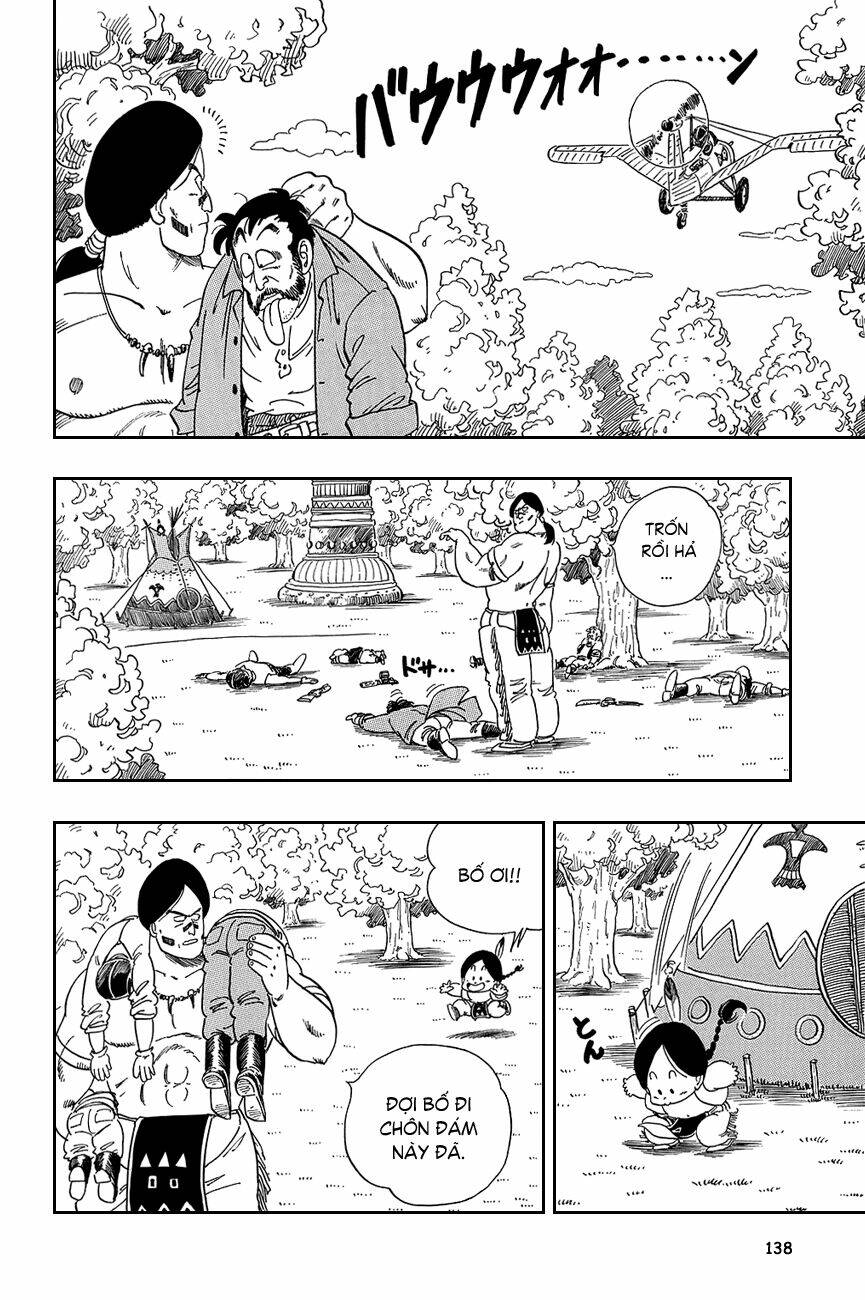 バウウウオオ‥‥‥‥ン
TRỐN
RỒI HẢ
...
ドサ...
BỐ ƠI!!
ĐỢI BỐ ĐI
CHÔN ĐÁM
NÀY ĐÃ.
とん
138